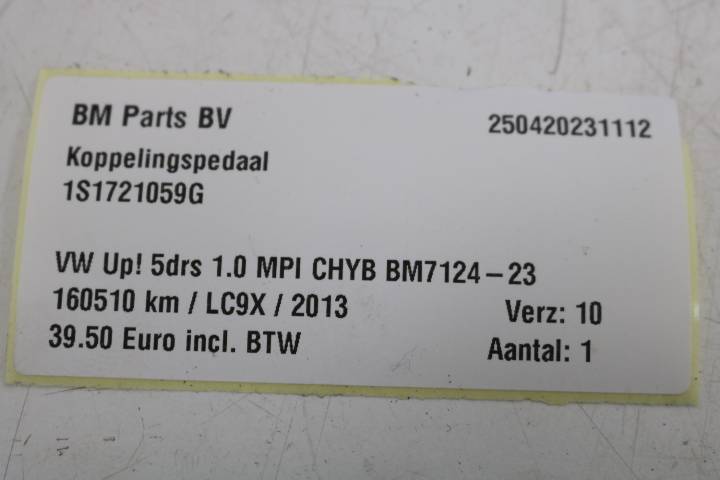 BM Parts BV 250420231112
Koppelingspedaal
1S1721059G
VW Up! 5drs 1.0 MPI CHYB BM7124-23
160510 km / LC9X / 2013 Verz: 10
39.50 Euro incl. BTW Aantal: 1